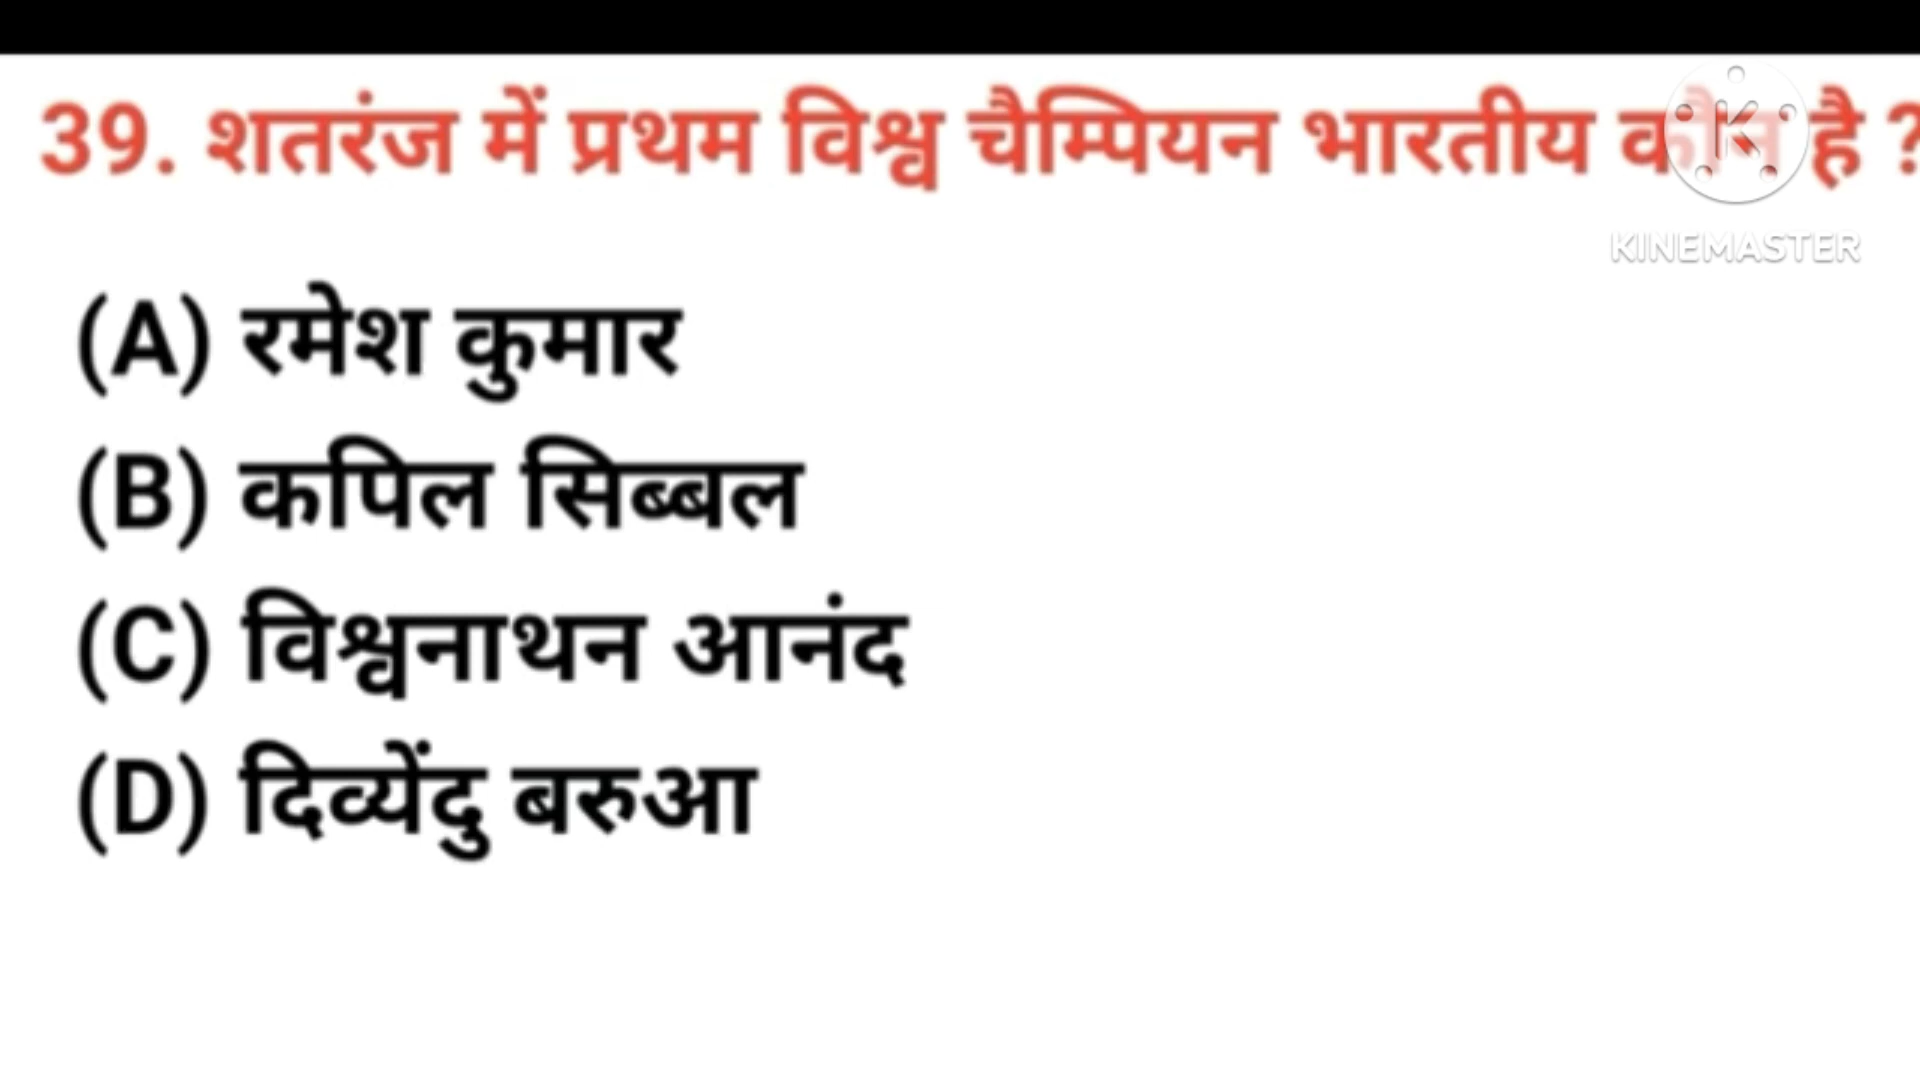 39. शतरंज में प्रथम विश्व चैम्पियन भारतीय कौन है ?
KINEMASTER
(A) रमेश कुमार
(B) कपिल सिब्बल
(C) विश्वनाथन आनंद
(D) दिव्येंदु बरुआ